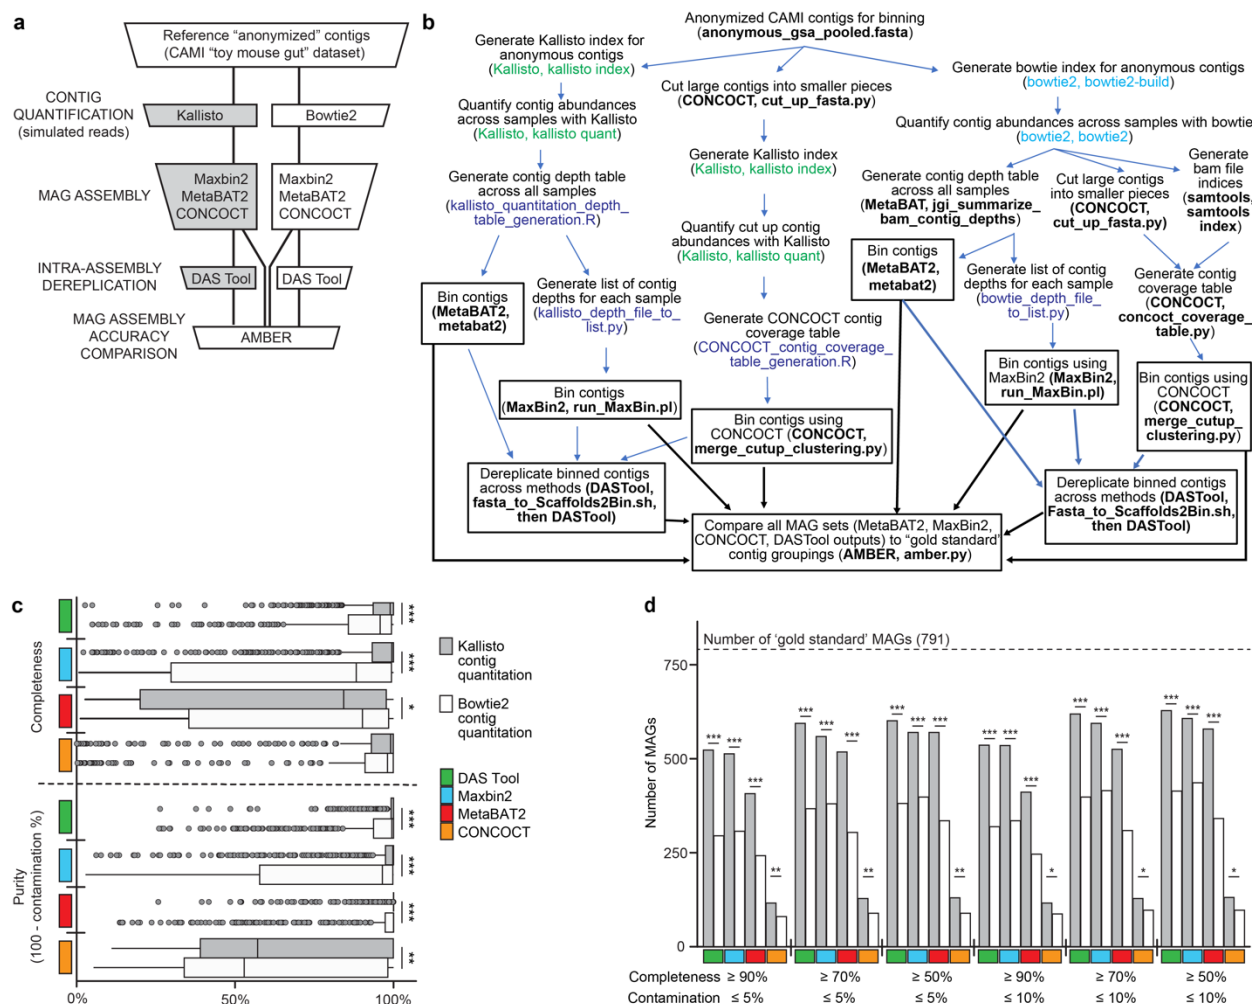 a
Reference “anonymized” contigs
(CAMI “toy mouse gut” dataset)
CONTIG
QUANTIFICATION
(simulated reads)
Kallisto
Bowtie2
MAG ASSEMBLY
Maxbin2
MetaBAT2
CONCOCT
Maxbin2
MetaBAT2
CONCOCT
INTRA-ASSEMBLY
DEREPLICATION
DAS Tool
DAS Tool
MAG ASSEMBLY
ACCURACY
COMPARISON
AMBER
b
Anonymized CAMI contigs for binning
(anonymous_gsa_pooled.fasta)
Generate Kallisto index for
anonymous contigs
(Kallisto, kallisto index)
Quantify contig abundances
across samples with Kallisto
(Kallisto, kallisto quant)
Generate contig depth table
across all samples
(kallisto_quantitation_depth_
table_generation.R)
Bin contigs
(MetaBAT2,
metabat2)
Generate list of contig
depths for each sample
(kallisto_depth_file_to_
list.py)
Bin contigs
(MaxBin2, run_MaxBin.pl)
Cut large contigs into smaller pieces
(CONCOCT, cut_up_fasta.py)
Generate Kallisto index
(Kallisto, kallisto index)
Quantify cut up contig
abundances with Kallisto
(Kallisto, kallisto quant)
Generate CONCOCT contig
coverage table
(CONCOCT_contig_coverage_
table_generation.R)
Bin contigs using
CONCOCT (CONCOCT,
merge_cutup_clustering.py)
Generate bowtie index for anonymous contigs
(bowtie2, bowtie2-build)
Quantify contig abundances across samples with bowtie
(bowtie2, bowtie2)
Generate contig depth table
across all samples
(MetaBAT, jgi_summarize_
bam_contig_depths)
Cut large contigs
into smaller pieces
(CONCOCT,
cut_up_fasta.py)
Generate
bam file
indices
(samtools,
samtools
index)
Bin contigs
(MetaBAT2,
metabat2)
Generate list of contig
depths for each sample
(bowtie_depth_file_
to_list.py)
Generate contig
coverage table
(CONCOCT,
concoct_coverage_
table.py)
Bin contigs using
MaxBin2 (MaxBin2,
run_MaxBin.pl)
Bin contigs using
CONCOCT
(CONCOCT,
merge_cutup_
clustering.py)
Dereplicate binned contigs
across methods (DASTool,
fasta_to_Scaffolds2Bin.sh,
then DASTool)
Dereplicate binned contigs
across methods (DASTool,
Fasta_to_Scaffolds2Bin.sh,
then DASTool)
Compare all MAG sets (MetaBAT2, MaxBin2,
CONCOCT, DASTool outputs) to “gold standard”
contig groupings (AMBER, amber.py)
c
Completeness
Purity
(100 - contamination %)
***
***
*
***
***
***
***
**
0%
50%
100%
Kallisto
contig
quantitation
Bowtie2
contig
quantitation
DAS Tool
Maxbin2
MetaBAT2
CONCOCT
d
Number of ‘gold standard’ MAGs (791)
Number of MAGs
750
500
250
0
*** *** *** **
*** *** *** **
*** *** *** **
*** *** *** *
*** *** *** *
*** *** *** *
Completeness ≥ 90% ≥ 70% ≥ 50% ≥ 90% ≥ 70% ≥ 50%
Contamination ≤ 5% ≤ 5% ≤ 5% ≤ 10% ≤ 10% ≤ 10%